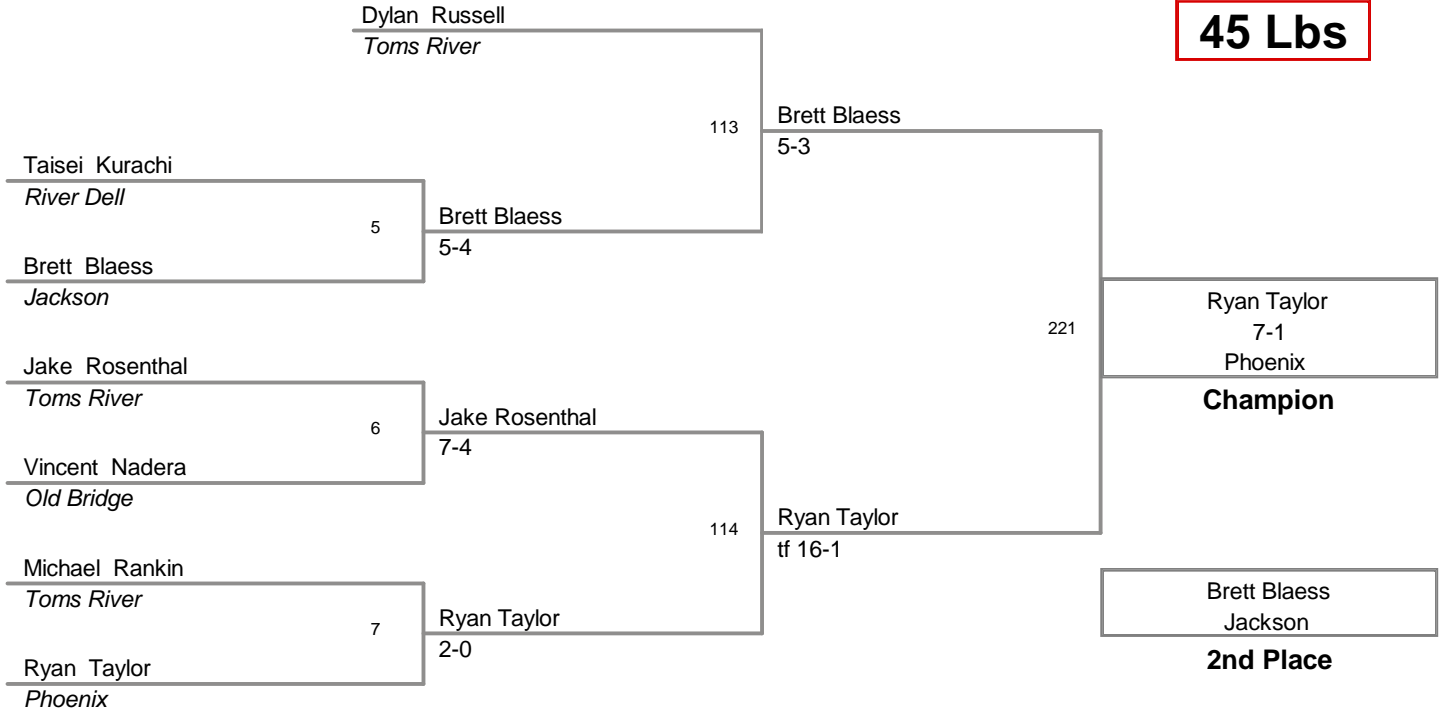 Dylan Russell
Toms River
45 Lbs
113
Brett Blaess
5-3
Taisei Kurachi
River Dell
5
Brett Blaess
5-4
Brett Blaess
Jackson
221
Ryan Taylor
7-1
Phoenix
Champion
Jake Rosenthal
Toms River
6
Jake Rosenthal
7-4
Vincent Nadera
Old Bridge
114
Ryan Taylor
tf 16-1
Michael Rankin
Toms River
7
Ryan Taylor
2-0
Ryan Taylor
Phoenix
Brett Blaess
Jackson
2nd Place